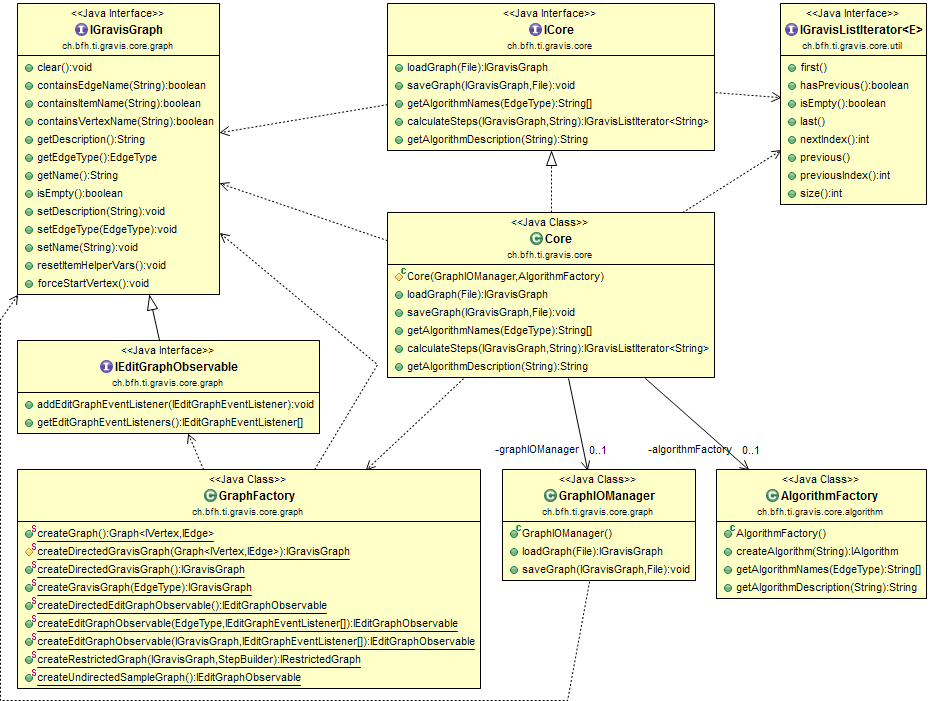 <<Java Interface>>
IGravisGraph
ch.bfh.ti.gravis.core.graph
clear():void
containsEdgeName(String):boolean
containsItemName(String):boolean
containsVertexName(String):boolean
getDescription():String
getEdgeType():EdgeType
getName():String
isEmpty():boolean
setDescription(String):void
setEdgeType(EdgeType):void
setName(String):void
resetItemHelperVars():void
forceStartVertex():void
<<Java Interface>>
ICore
ch.bfh.ti.gravis.core
loadGraph(File):IGravisGraph
saveGraph(IGravisGraph,File):void
getAlgorithmNames(EdgeType):String[]
calculateSteps(IGravisGraph,String):IGravisListIterator<String>
getAlgorithmDescription(String):String
<<Java Interface>>
IGravisListIterator<E>
ch.bfh.ti.gravis.core.util
first()
hasPrevious():boolean
isEmpty():boolean
last()
nextIndex():int
previous()
previousIndex():int
size():int
<<Java Class>>
Core
ch.bfh.ti.gravis.core
Core(GraphIOManager,AlgorithmFactory)
loadGraph(File):IGravisGraph
saveGraph(IGravisGraph,File):void
getAlgorithmNames(EdgeType):String[]
calculateSteps(IGravisGraph,String):IGravisListIterator<String>
getAlgorithmDescription(String):String
<<Java Interface>>
IEditGraphObservable
ch.bfh.ti.gravis.core.graph
addEditGraphEventListener(IEditGraphEventListener):void
getEditGraphEventListeners():IEditGraphEventListener[]
-graphIOManager 0..1
-algorithmFactory 0..1
<<Java Class>>
GraphFactory
ch.bfh.ti.gravis.core.graph
createGraph():Graph<IVertex,IEdge>
createDirectedGravisGraph(Graph<IVertex,IEdge>):IGravisGraph
createDirectedGravisGraph():IGravisGraph
createGravisGraph(EdgeType):IGravisGraph
createDirectedEditGraphObservable():IEditGraphObservable
createEditGraphObservable(EdgeType,IEditGraphEventListener[]):IEditGraphObservable
createEditGraphObservable(IGravisGraph,IEditGraphEventListener[]):IEditGraphObservable
createRestrictedGraph(IGravisGraph,StepBuilder):IRestrictedGraph
createUndirectedSampleGraph():IEditGraphObservable
<<Java Class>>
GraphIOManager
ch.bfh.ti.gravis.core.graph
GraphIOManager()
loadGraph(File):IGravisGraph
saveGraph(IGravisGraph,File):void
<<Java Class>>
AlgorithmFactory
ch.bfh.ti.gravis.core.algorithm
AlgorithmFactory()
createAlgorithm(String):IAlgorithm
getAlgorithmNames(EdgeType):String[]
getAlgorithmDescription(String):String